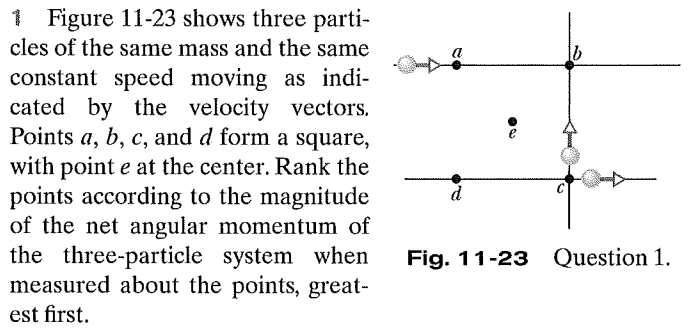 1 Figure 11-23 shows three parti-
cles of the same mass and the same
constant speed moving as indi-
cated by the velocity vectors.
Points a, b, c, and d form a square,
with point e at the center. Rank the
points according to the magnitude
of the net angular momentum of
the three-particle system when
measured about the points, great-
est first.
a
b
e
d
c
Fig. 11-23 Question 1.